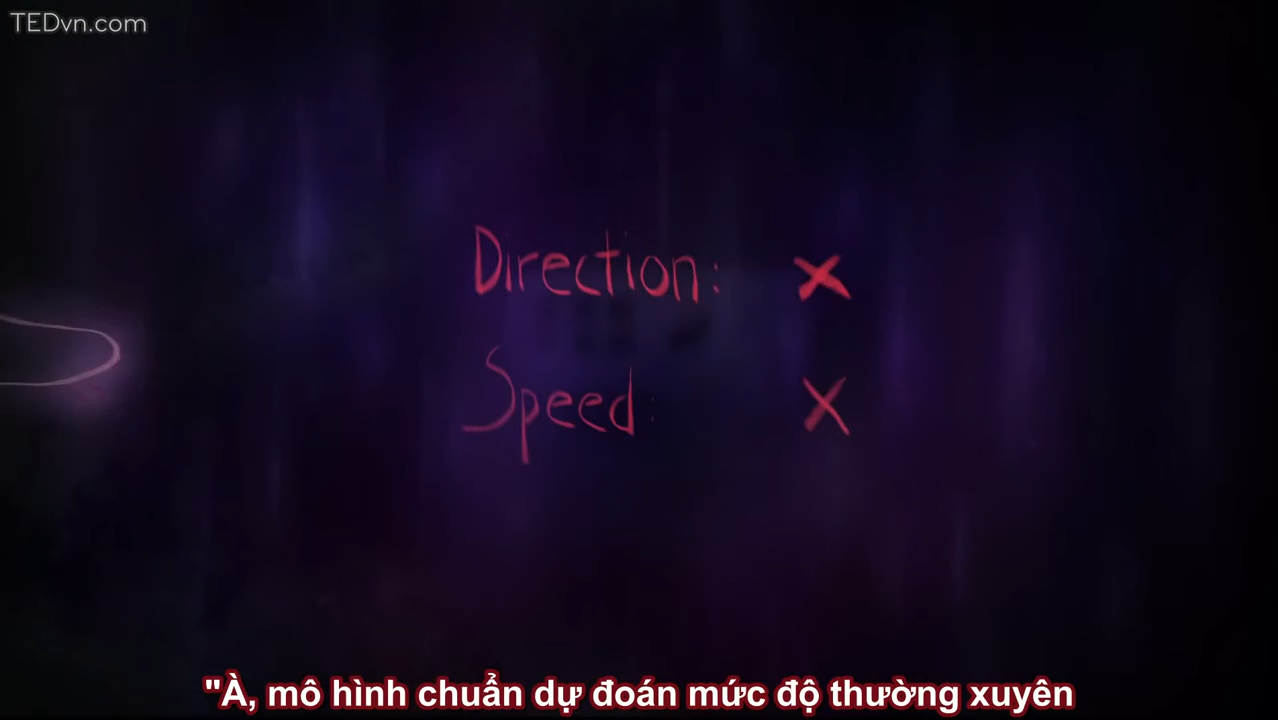 TEDvn.com
Direction: X
Speed: X
"À, mô hình chuẩn dự đoán mức độ thường xuyên